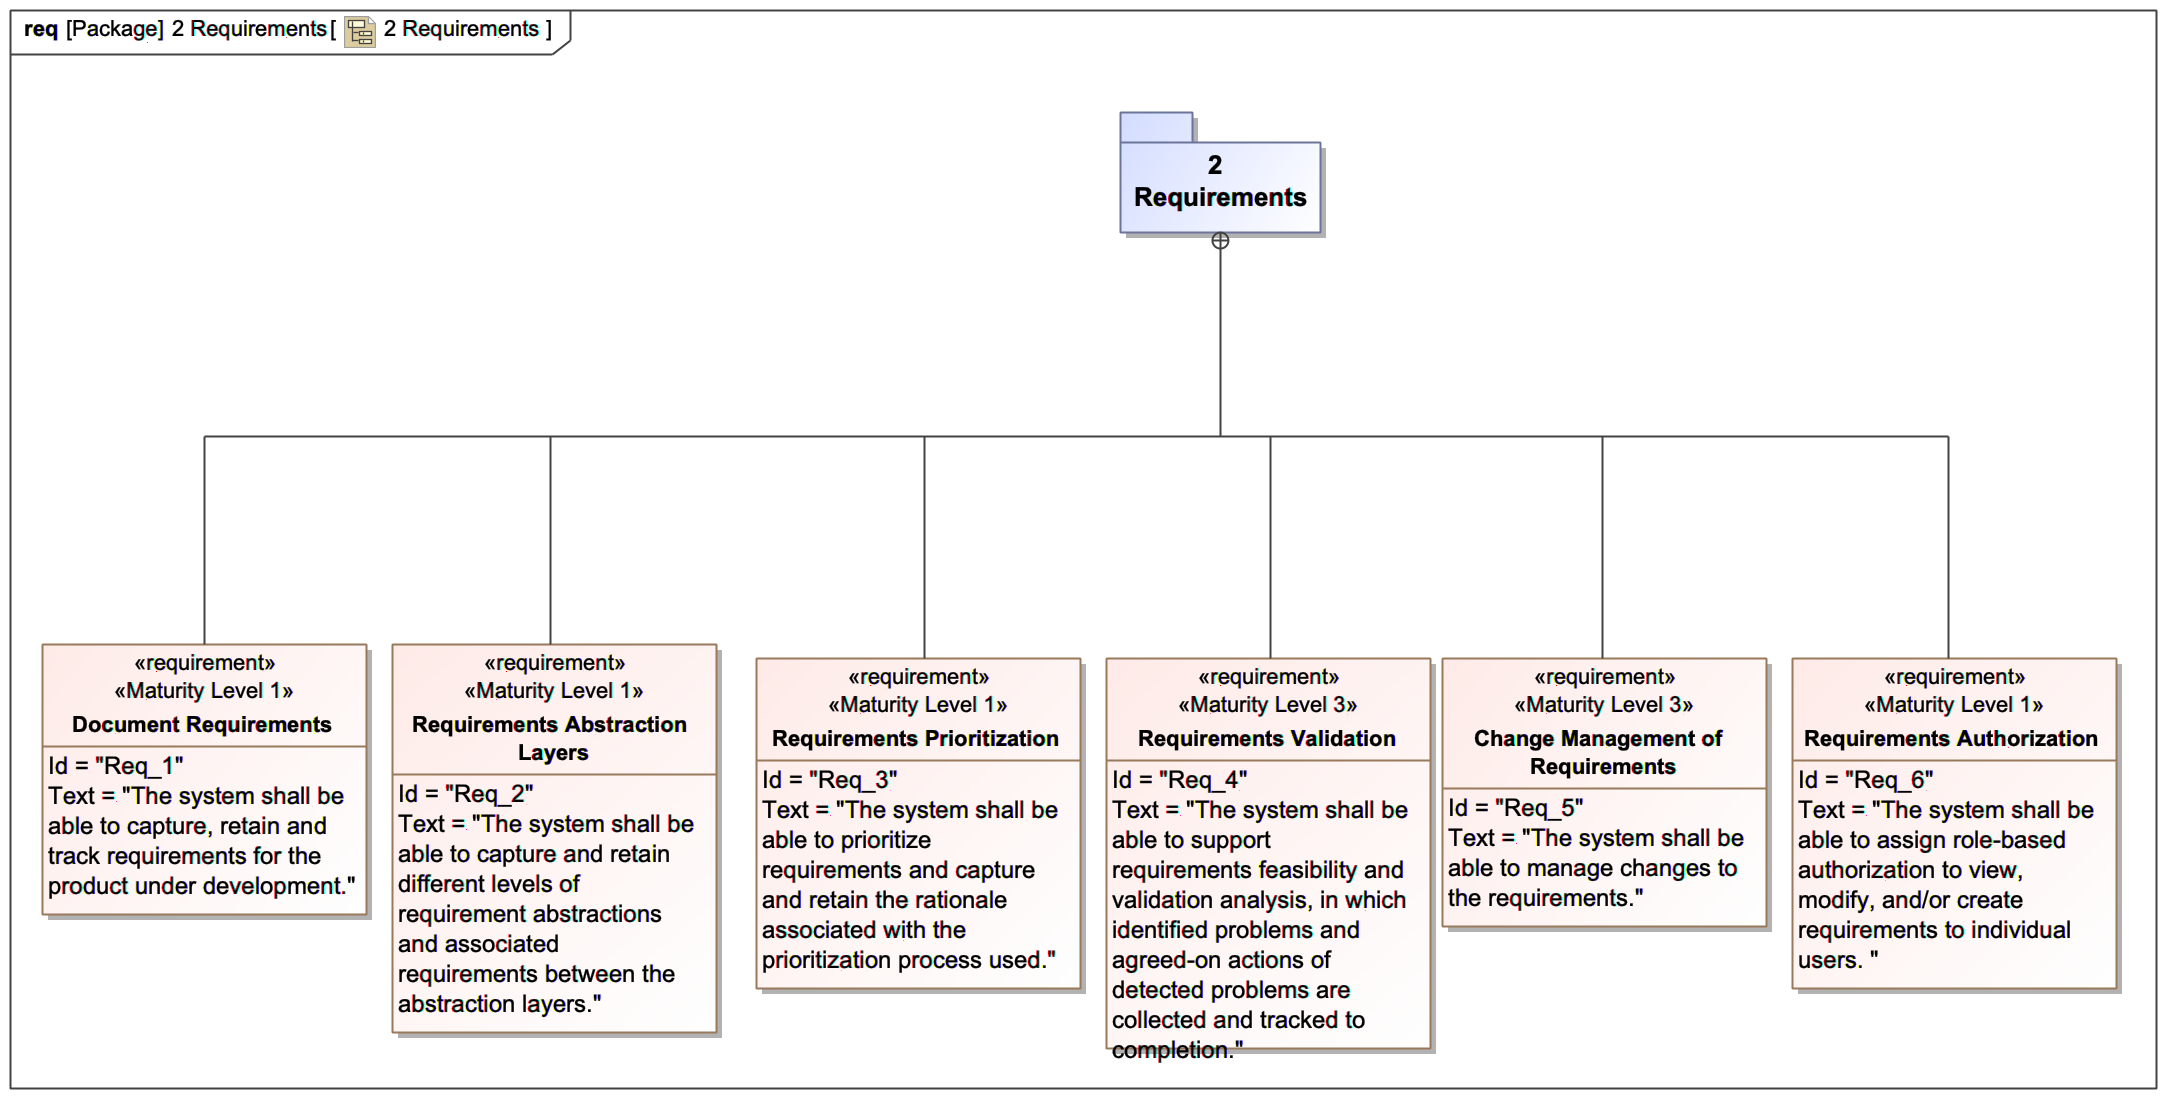 req [Package] 2 Requirements[ 2 Requirements ]
2
Requirements
«requirement»
«Maturity Level 1»
Document Requirements
Id = "Req_1"
Text = "The system shall be
able to capture, retain and
track requirements for the
product under development."
«requirement»
«Maturity Level 1»
Requirements Abstraction
Layers
Id = "Req_2"
Text = "The system shall be
able to capture and retain
different levels of
requirement abstractions
and associated
requirements between the
abstraction layers."
«requirement»
«Maturity Level 1»
Requirements Prioritization
Id = "Req_3"
Text = "The system shall be
able to prioritize
requirements and capture
and retain the rationale
associated with the
prioritization process used."
«requirement»
«Maturity Level 3»
Requirements Validation
Id = "Req_4"
Text = "The system shall be
able to support
requirements feasibility and
validation analysis, in which
identified problems and
agreed-on actions of
detected problems are
collected and tracked to
completion."
«requirement»
«Maturity Level 3»
Change Management of
Requirements
Id = "Req_5"
Text = "The system shall be
able to manage changes to
the requirements."
«requirement»
«Maturity Level 1»
Requirements Authorization
Id = "Req_6"
Text = "The system shall be
able to assign role-based
authorization to view,
modify, and/or create
requirements to individual
users. "